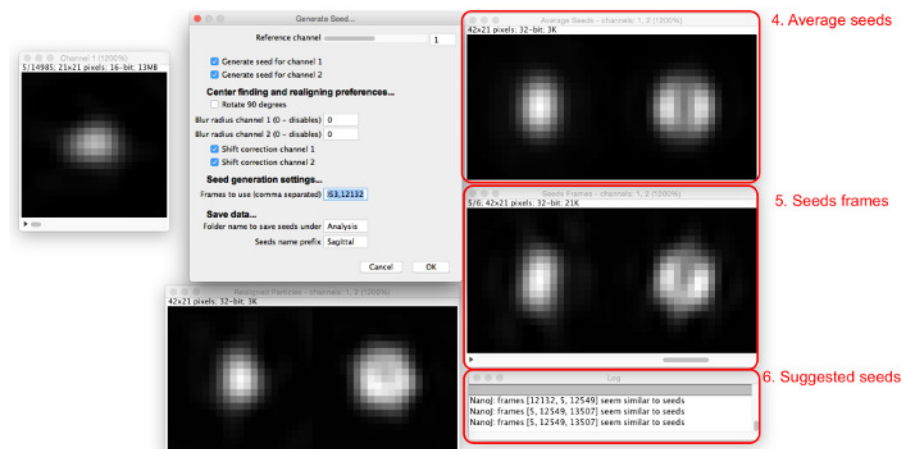 Generate Seed...
Reference channel
1
Generate seed for channel 1
Generate seed for channel 2
Center finding and realigning preferences...
Rotate 90 degrees
Blur radius channel 1 (0 - disables) 0
Blur radius channel 2 (0 - disables) 0
Shift correction channel 1
Shift correction channel 2
Seed generation settings...
Frames to use (comma separated) 353,12132
Save data...
Folder name to save seeds under Analysis
Seeds name prefix Sagittal
Cancel OK
Channel 1 (1200%)
5/14985; 21x21 pixels; 16-bit; 13MB
Realigned Particles - channels: 1, 2 (1200%)
42x21 pixels; 32-bit; 3K
Average Seeds - channels: 1, 2 (1200%)
42x21 pixels; 32-bit; 3K
4. Average seeds
Seeds Frames - channels: 1, 2 (1200%)
5/6; 42x21 pixels; 32-bit; 21K
5. Seeds frames
Log
NanoJ: frames [12132, 5, 12549] seem similar to seeds
NanoJ: frames [5, 12549, 13507] seem similar to seeds
NanoJ: frames [5, 12549, 13507] seem similar to seeds
6. Suggested seeds